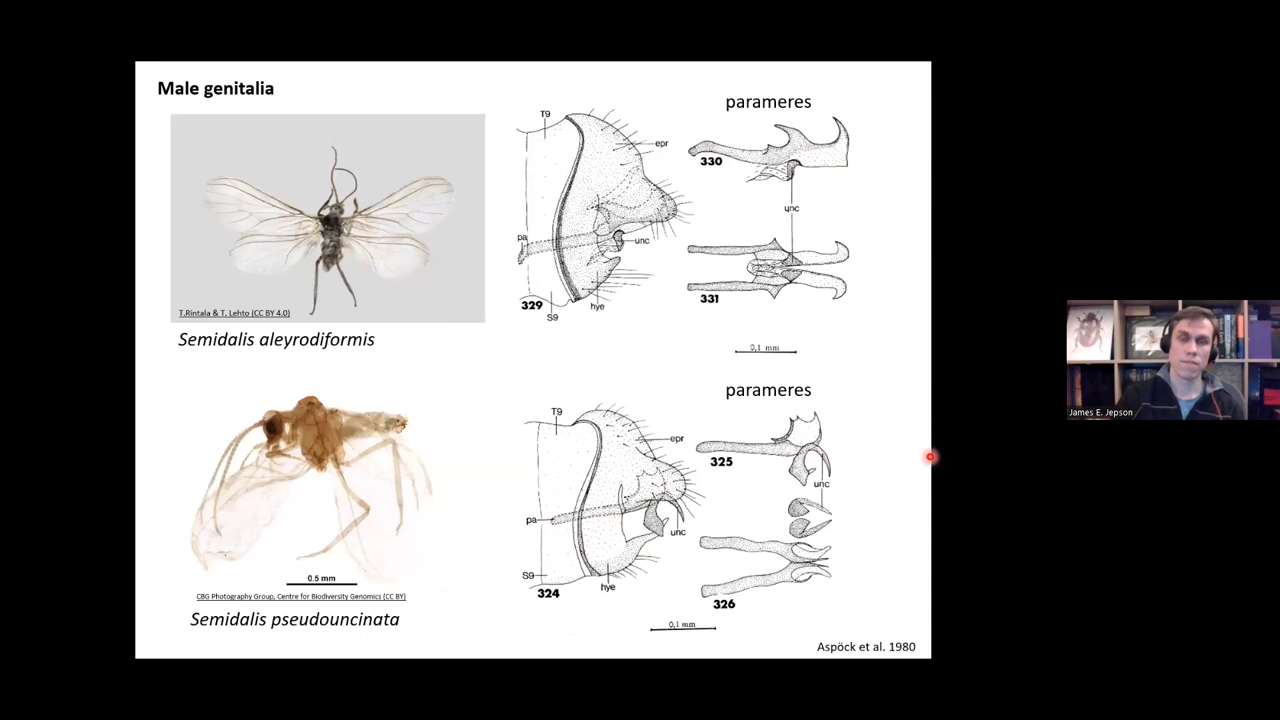 Male genitalia
T.Rintala & T. Lehto (CC BY 4.0)
Semidalis aleyrodiformis
T9
epr
pa
unc
329
S9
hye
parameres
330
unc
331
0,1 mm
0.5 mm
CBG Photography Group, Centre for Biodiversity Genomics (CC BY)
Semidalis pseudouncinata
T9
epr
pa
unc
S9
324
hye
parameres
325
unc
326
0,1 mm
Aspöck et al. 1980
James E. Jepson